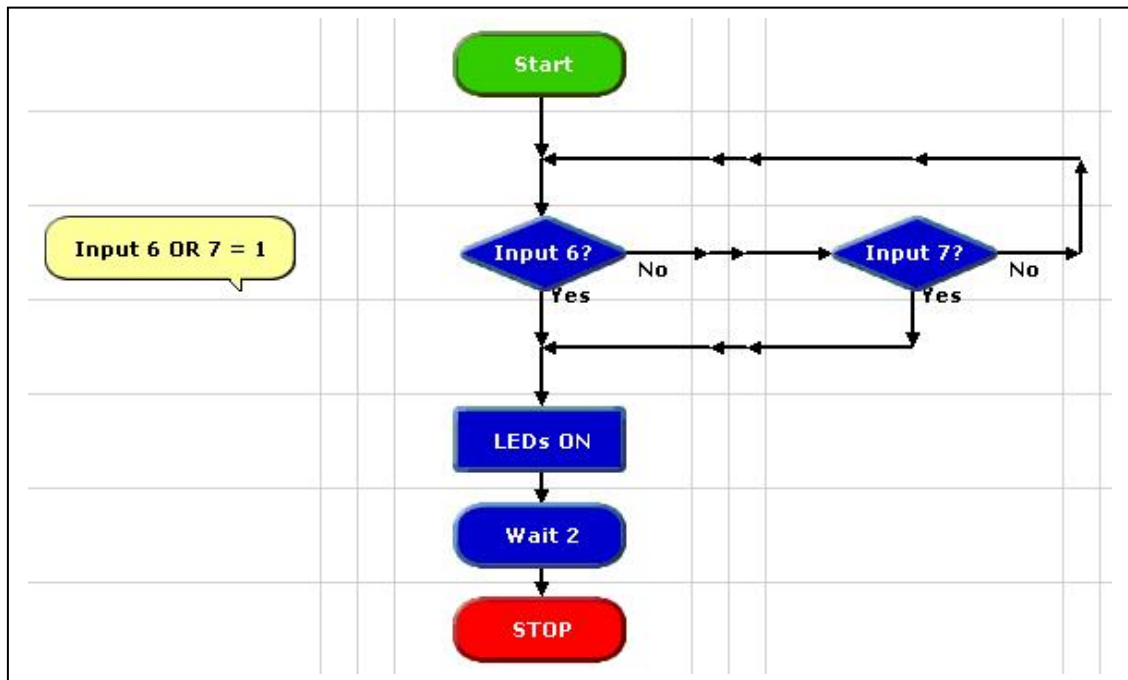 Start
Input 6 OR 7 = 1
Input 6?
No
Input 7?
No
Yes
Yes
LEDs ON
Wait 2
STOP